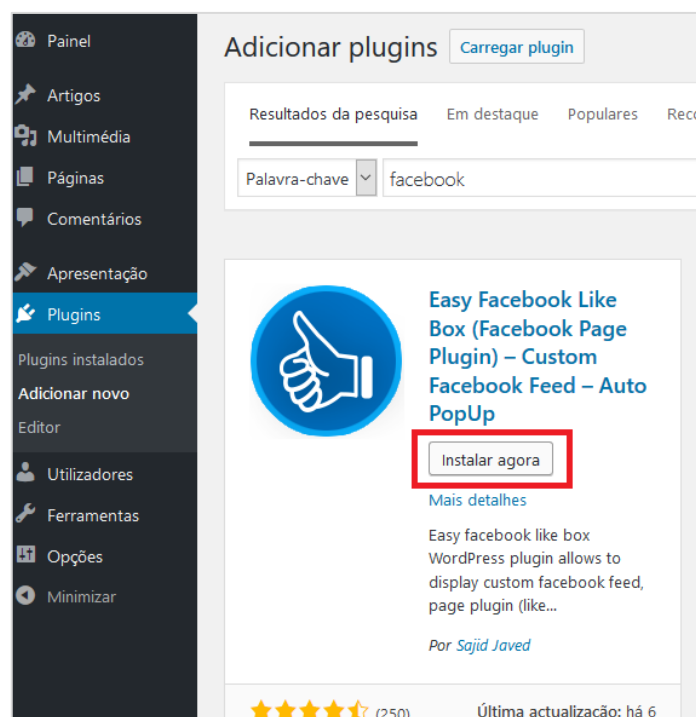 Painel
Artigos
Multimédia
Páginas
Comentários
Apresentação
Plugins
Plugins instalados
Adicionar novo
Editor
Utilizadores
Ferramentas
Opções
Minimizar
Adicionar plugins Carregar plugin
Resultados da pesquisa Em destaque Populares Reco
Palavra-chave facebook
Easy Facebook Like
Box (Facebook Page
Plugin) – Custom
Facebook Feed – Auto
PopUp
Instalar agora
Mais detalhes
Easy facebook like box
WordPress plugin allows to
display custom facebook feed,
page plugin (like...
Por Sajid Javed
(250) Última actualização: há 6